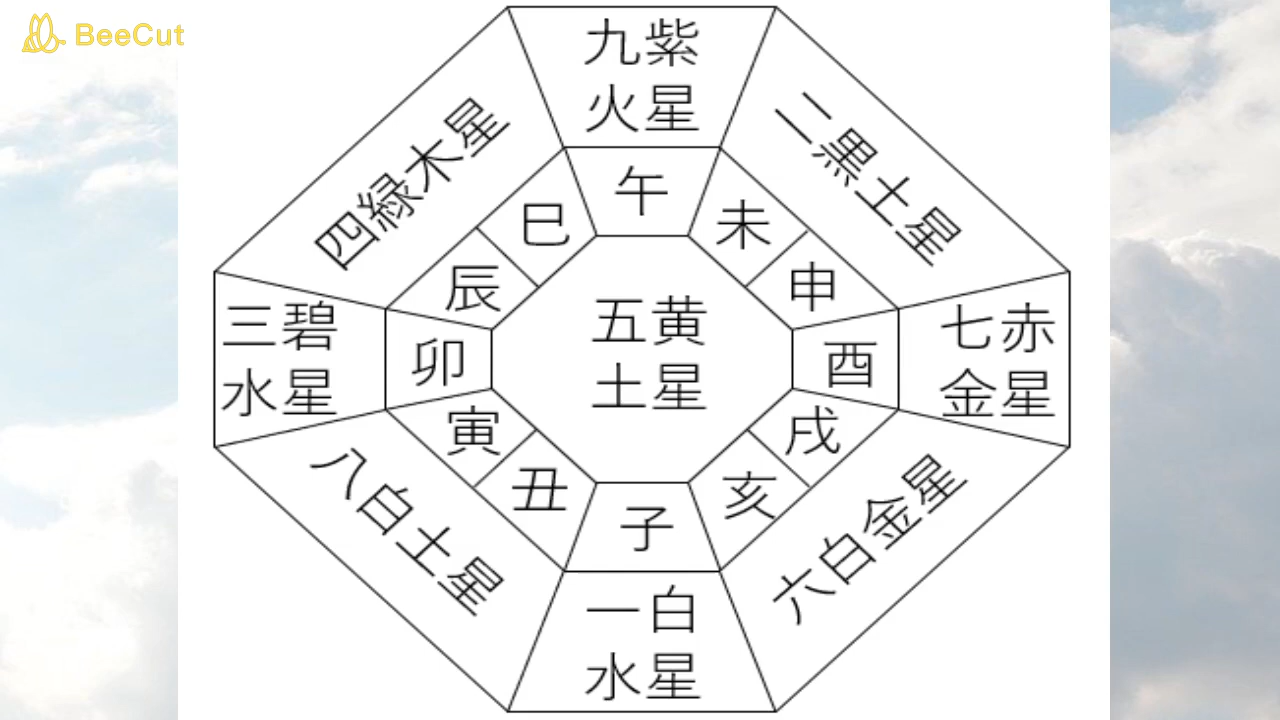 BeeCut
九紫
火星
四緑木星
二黒土星
午
巳
未
辰
申
三碧
水星
卯
五黄
土星
酉
七赤
金星
寅
戌
丑
亥
八白土星
子
六白金星
一白
水星